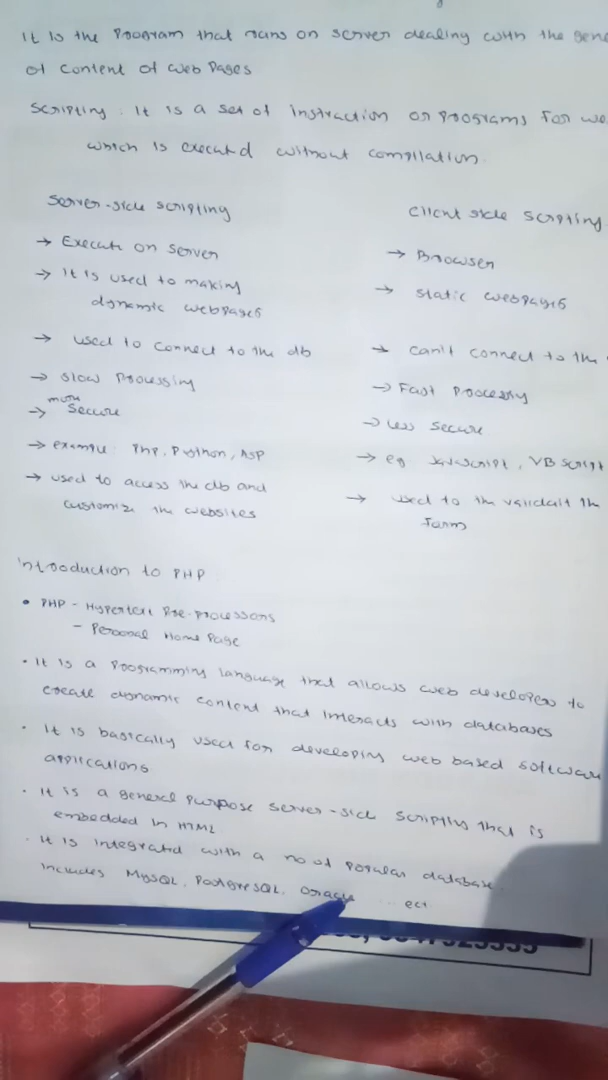 It is the Program that runs on server dealing with the gene
of content of web Pages
Scripting : It is a set of instraction or programs for we
which is executd without compilation.
Server-side scripting
→ Execute on server
→ It is used to making
dynamic webpages
→ used to connect to the db
→ Slow Processing
→ more Secure
→ example: Php, Python, ASP
→ used to access the db and
customize the websites
Client side Scripting
→ Browser
→ static webpages
→ can't connect to the
→ Fast Processing
→ less secure
→ eg JavaScript, VB Script
→ used to the validait the
form
Introduction to PHP
• PHP - Hypertext Pre-processors
- Personal Home Page
• It is a Programming language that allows web developers to
create dynamic content that interacts with databases
• It is basically used for developing web based software
applications
• It is a general purpose server-side scripting that is
embedded in HTML
• It is integrated with a no of popular database.
includes MySQL, PostgreSQL, Oracle ... ect